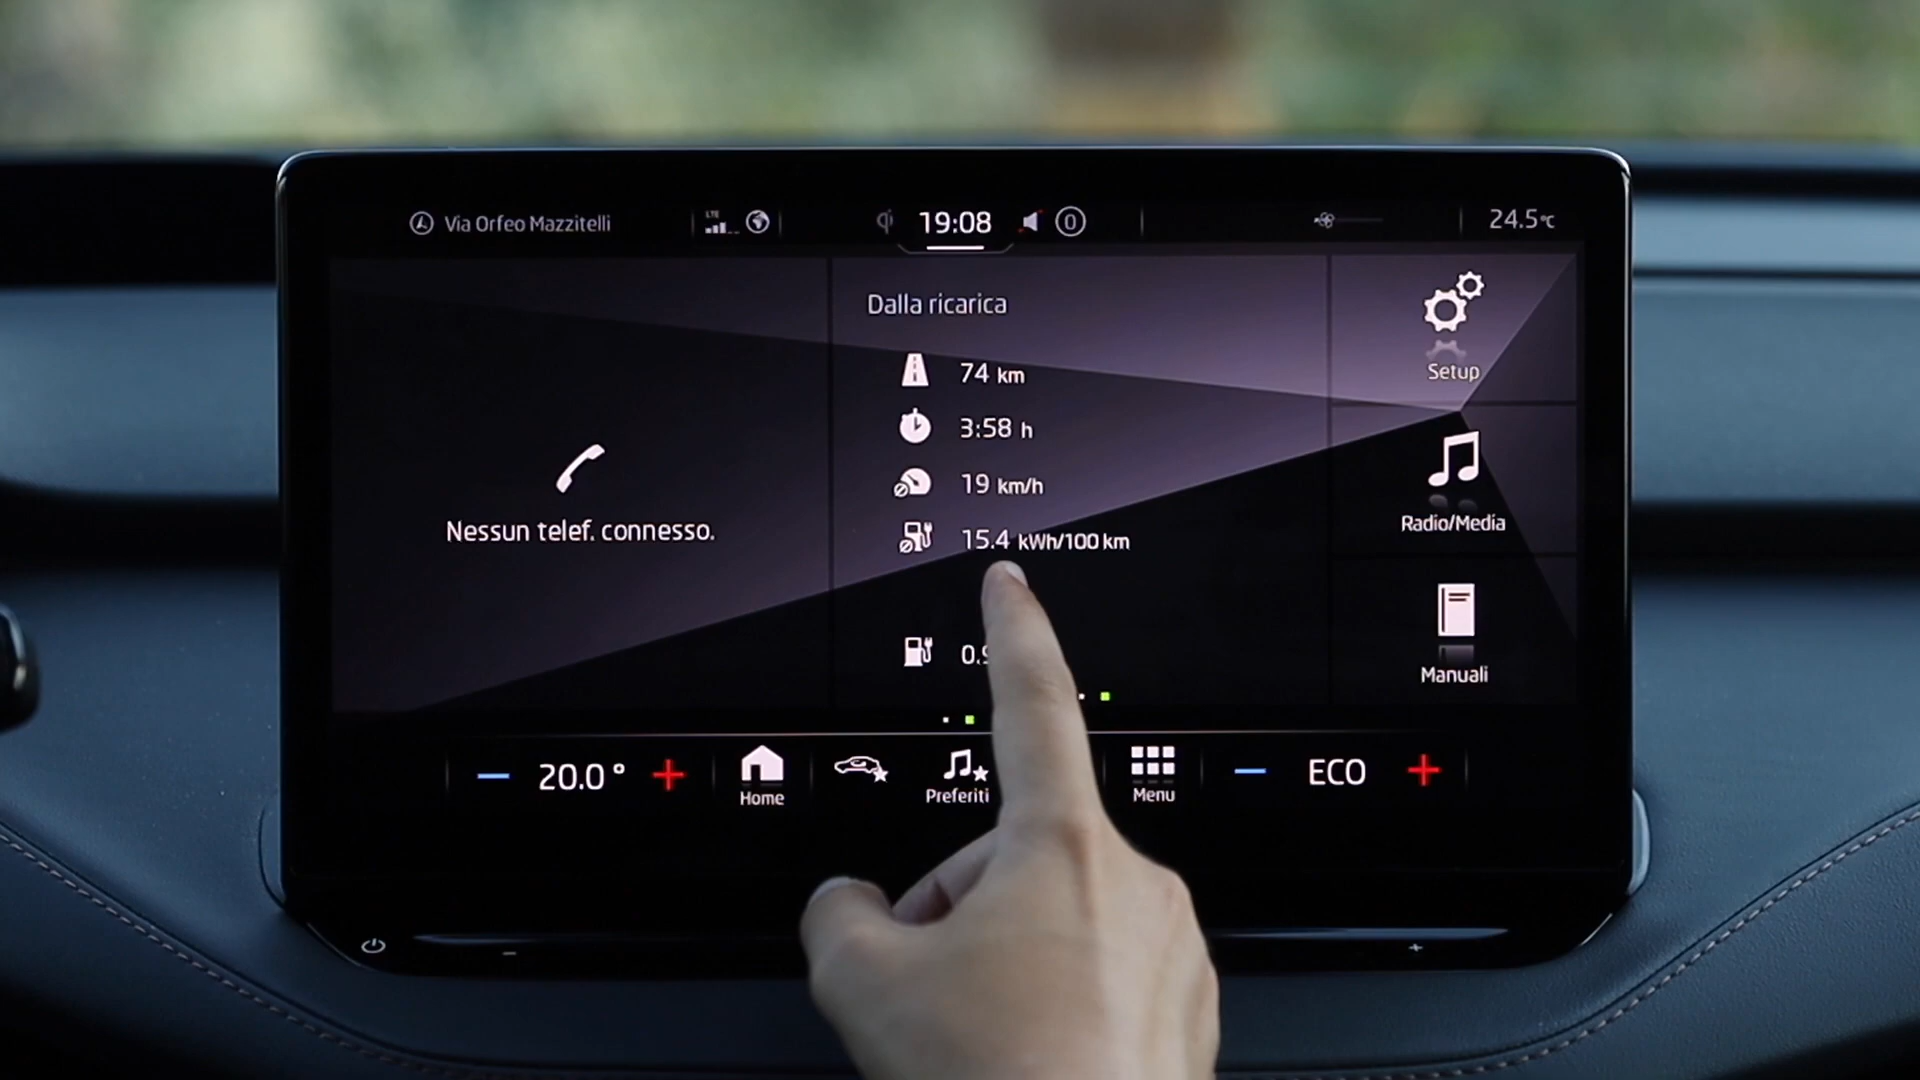 Via Orfeo Mazzitelli
LTE
19:08
0
24.5°C
Dalla ricarica
74 km
3:58 h
19 km/h
15.4 kWh/100 km
Nessun telef. connesso.
Setup
Radio/Media
Manuali
20.0°
Home
Preferiti
Menu
ECO